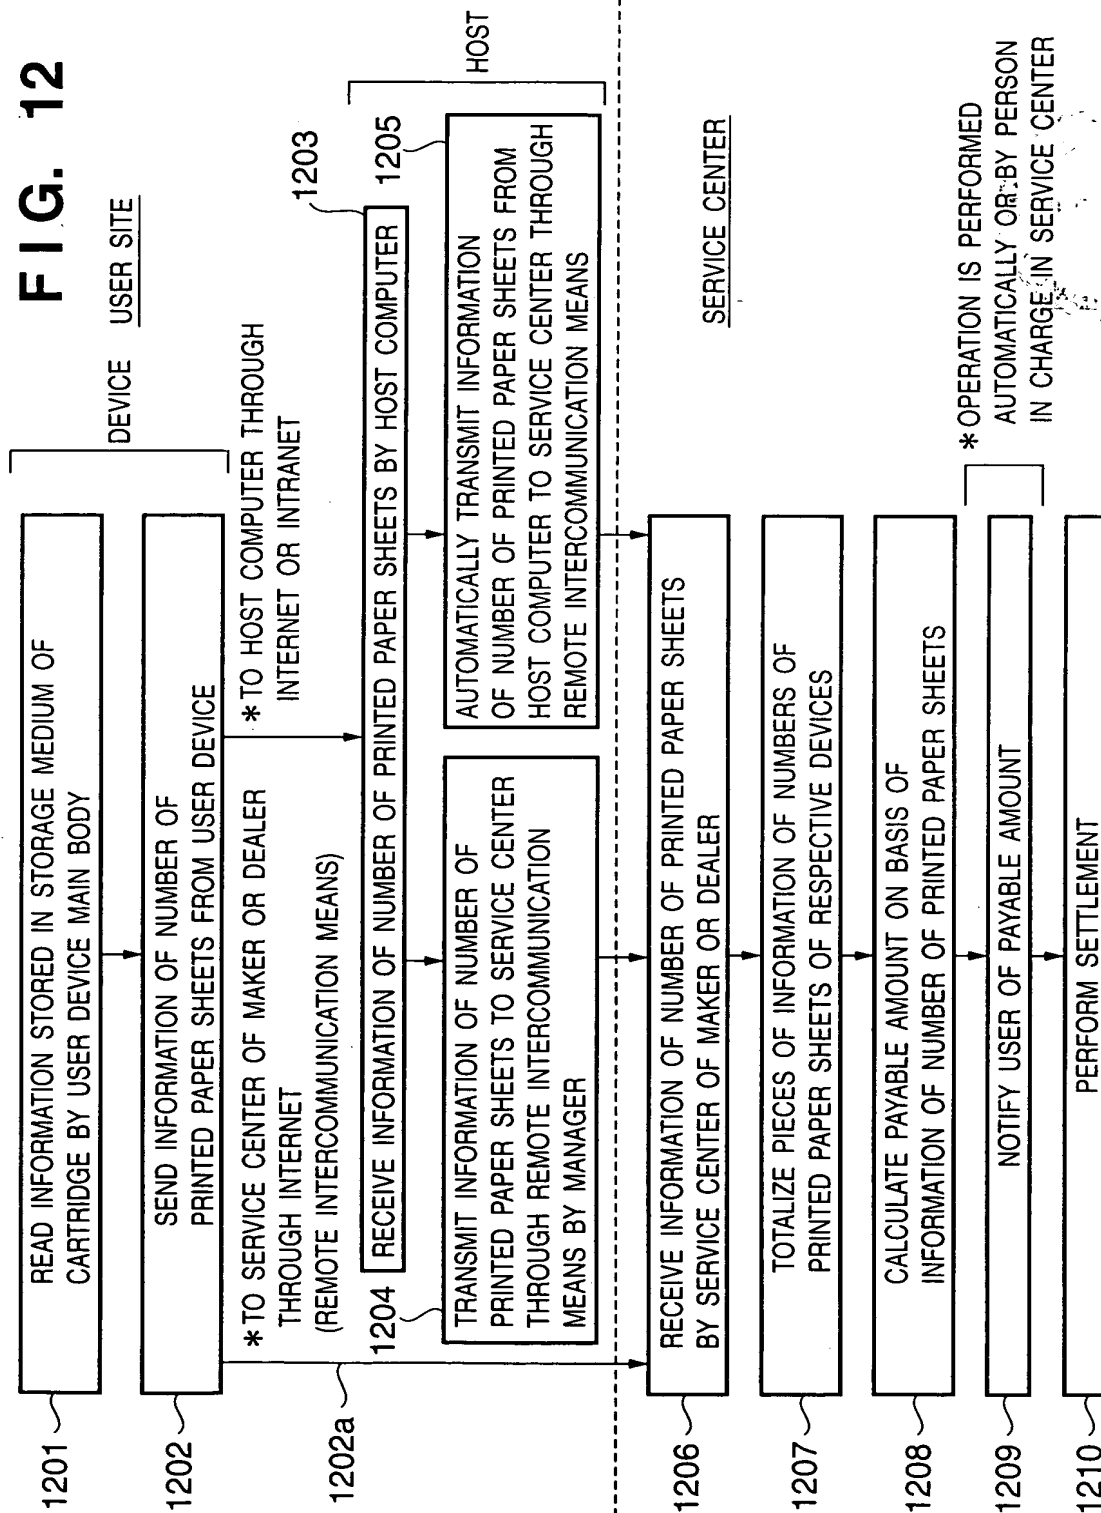 FIG. 12
USER SITE
DEVICE
1201
READ INFORMATION STORED IN STORAGE MEDIUM OF
CARTRIDGE BY USER DEVICE MAIN BODY
1202
SEND INFORMATION OF NUMBER OF
PRINTED PAPER SHEETS FROM USER DEVICE
*TO SERVICE CENTER OF MAKER OR DEALER
THROUGH INTERNET
(REMOTE INTERCOMMUNICATION MEANS)
*TO HOST COMPUTER THROUGH
INTERNET OR INTRANET
1202a
1203
RECEIVE INFORMATION OF NUMBER OF PRINTED PAPER SHEETS BY HOST COMPUTER
HOST
1204
TRANSMIT INFORMATION OF NUMBER OF
PRINTED PAPER SHEETS TO SERVICE CENTER
THROUGH REMOTE INTERCOMMUNICATION
MEANS BY MANAGER
1205
AUTOMATICALLY TRANSMIT INFORMATION
OF NUMBER OF PRINTED PAPER SHEETS FROM
HOST COMPUTER TO SERVICE CENTER THROUGH
REMOTE INTERCOMMUNICATION MEANS
SERVICE CENTER
1206
RECEIVE INFORMATION OF NUMBER OF PRINTED PAPER SHEETS
BY SERVICE CENTER OF MAKER OR DEALER
1207
TOTALIZE PIECES OF INFORMATION OF NUMBERS OF
PRINTED PAPER SHEETS OF RESPECTIVE DEVICES
1208
CALCULATE PAYABLE AMOUNT ON BASIS OF
INFORMATION OF NUMBER OF PRINTED PAPER SHEETS
1209
NOTIFY USER OF PAYABLE AMOUNT
*OPERATION IS PERFORMED
AUTOMATICALLY OR BY PERSON
IN CHARGE IN SERVICE CENTER
1210
PERFORM SETTLEMENT